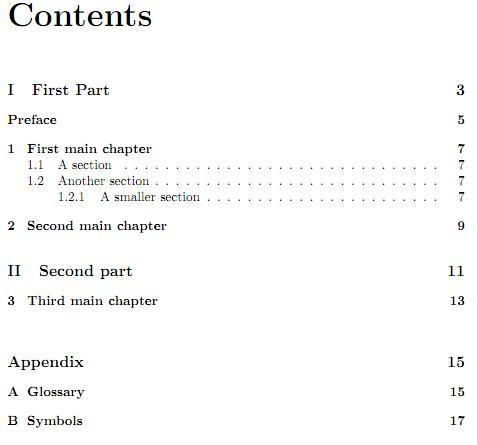 Contents
I First Part 3
Preface 5
1 First main chapter 7
1.1 A section . . . . . . . . . . . . . . . . . . . . . . . . . . . . . . . 7
1.2 Another section . . . . . . . . . . . . . . . . . . . . . . . . . . . . 7
1.2.1 A smaller section . . . . . . . . . . . . . . . . . . . . . . . 7
2 Second main chapter 9
II Second part 11
3 Third main chapter 13
Appendix 15
A Glossary 15
B Symbols 17